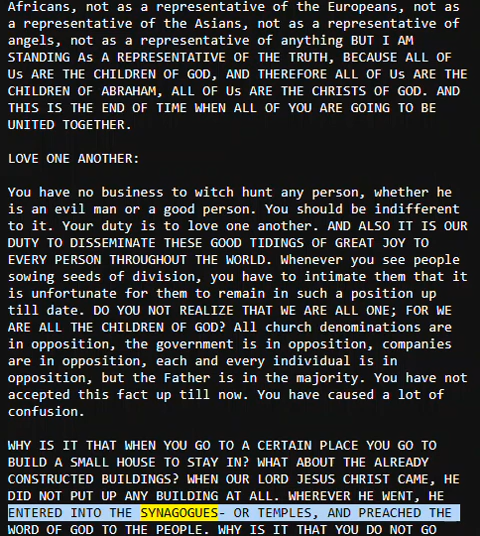 Africans, not as a representative of the Europeans, not as
a representative of the Asians, not as a representative of
angels, not as a representative of anything BUT I AM
STANDING As A REPRESENTATIVE OF THE TRUTH, BECAUSE ALL OF
Us ARE THE CHILDREN OF GOD, AND THEREFORE ALL OF Us ARE THE
CHILDREN OF ABRAHAM, ALL OF Us ARE THE CHRISTS OF GOD. AND
THIS IS THE END OF TIME WHEN ALL OF YOU ARE GOING TO BE
UNITED TOGETHER.
LOVE ONE ANOTHER:
You have no business to witch hunt any person, whether he
is an evil man or a good person. You should be indifferent
to it. Your duty is to love one another. AND ALSO IT IS OUR
DUTY TO DISSEMINATE THESE GOOD TIDINGS OF GREAT JOY TO
EVERY PERSON THROUGHOUT THE WORLD. Whenever you see people
sowing seeds of division, you have to intimate them that it
is unfortunate for them to remain in such a position up
till date. DO YOU NOT REALIZE THAT WE ARE ALL ONE; FOR WE
ARE ALL THE CHILDREN OF GOD? All church denominations are
in opposition, the government is in opposition, companies
are in opposition, each and every individual is in
opposition, but the Father is in the majority. You have not
accepted this fact up till now. You have caused a lot of
confusion.
WHY IS IT THAT WHEN YOU GO TO A CERTAIN PLACE YOU GO TO
BUILD A SMALL HOUSE TO STAY IN? WHAT ABOUT THE ALREADY
CONSTRUCTED BUILDINGS? WHEN OUR LORD JESUS CHRIST CAME, HE
DID NOT PUT UP ANY BUILDING AT ALL. WHEREVER HE WENT, HE
ENTERED INTO THE SYNAGOGUES- OR TEMPLES, AND PREACHED THE
WORD OF GOD TO THE PEOPLE. WHY IS IT THAT YOU DO NOT GO